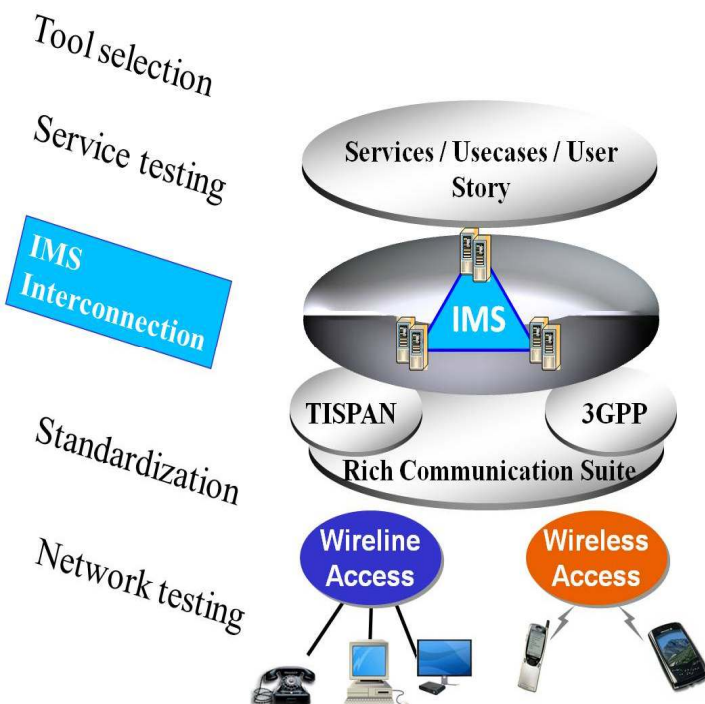 Tool selection
Service testing
IMS
Interconnection
Standardization
Network testing
Services / Usecases / User
Story
IMS
TISPAN
3GPP
Rich Communication Suite
Wireline
Access
Wireless
Access